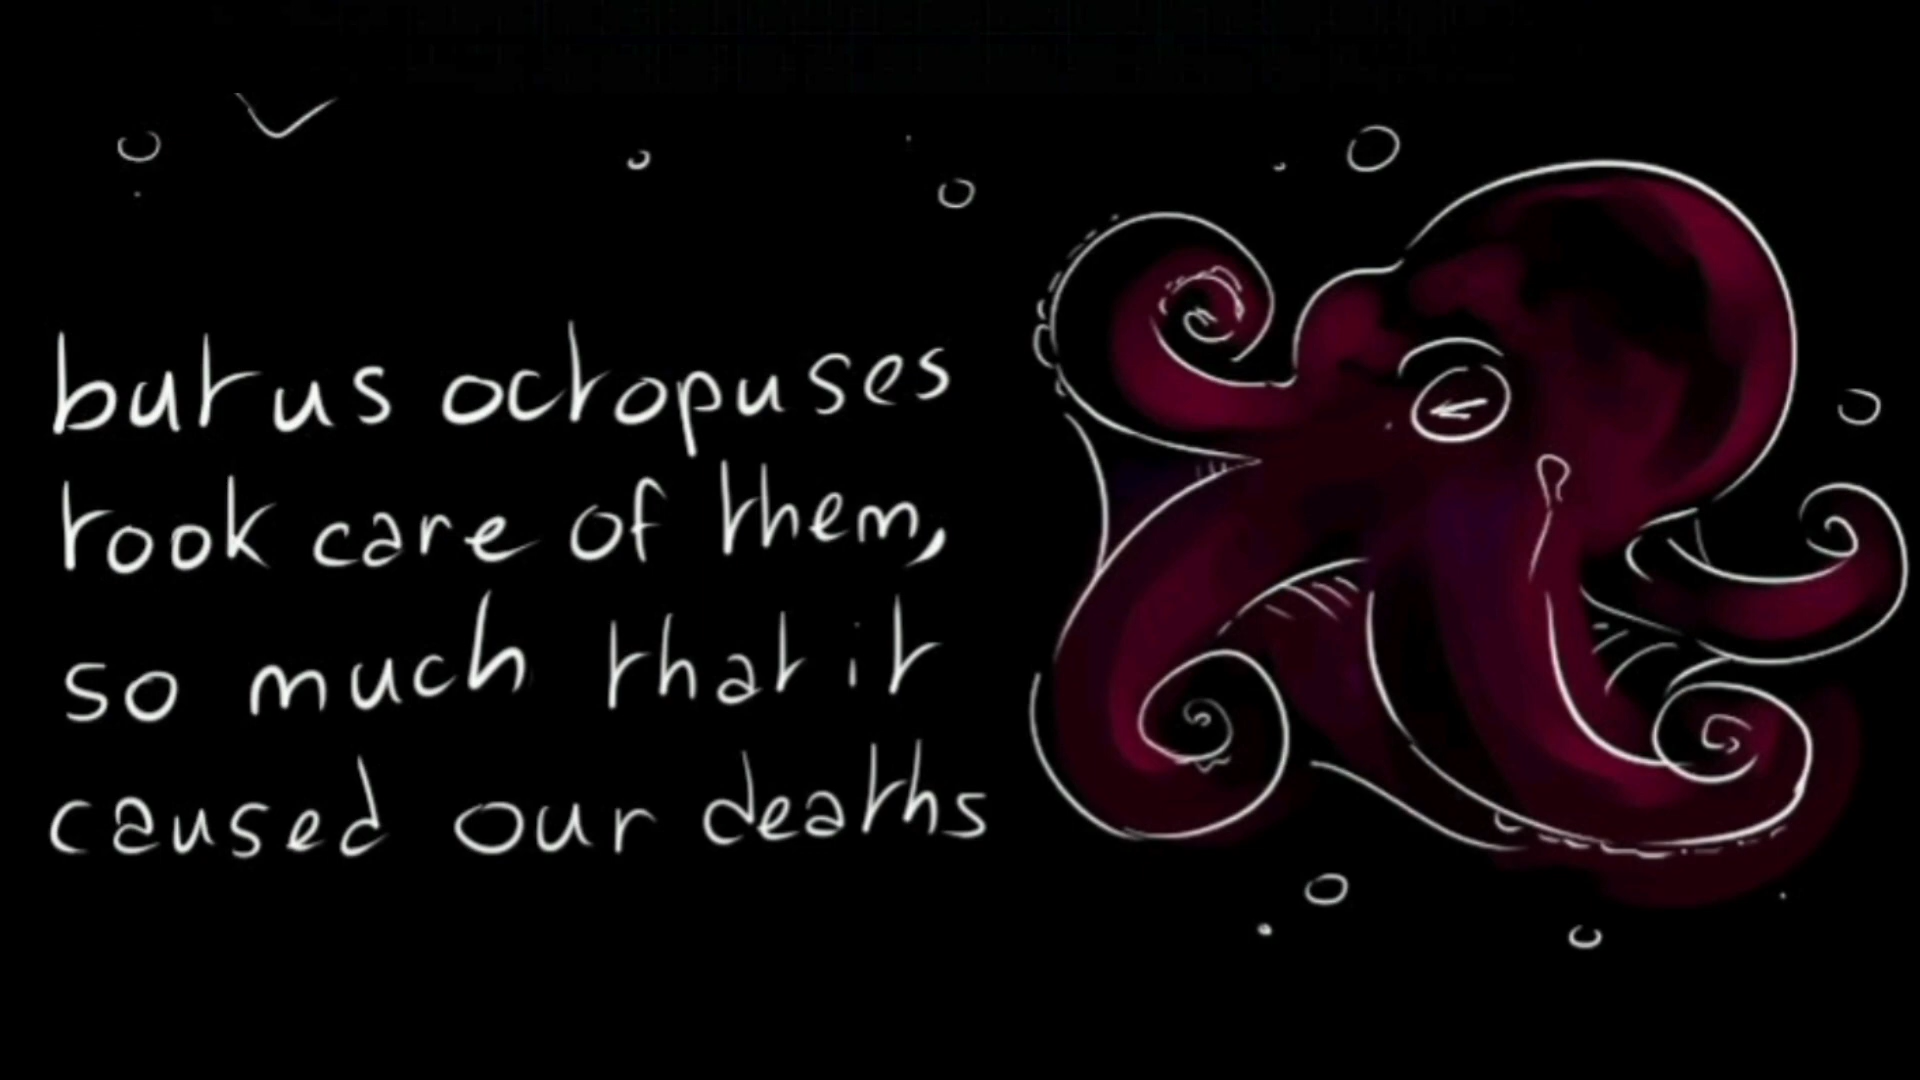 but us octopuses
took care of them,
so much that it
caused our deaths